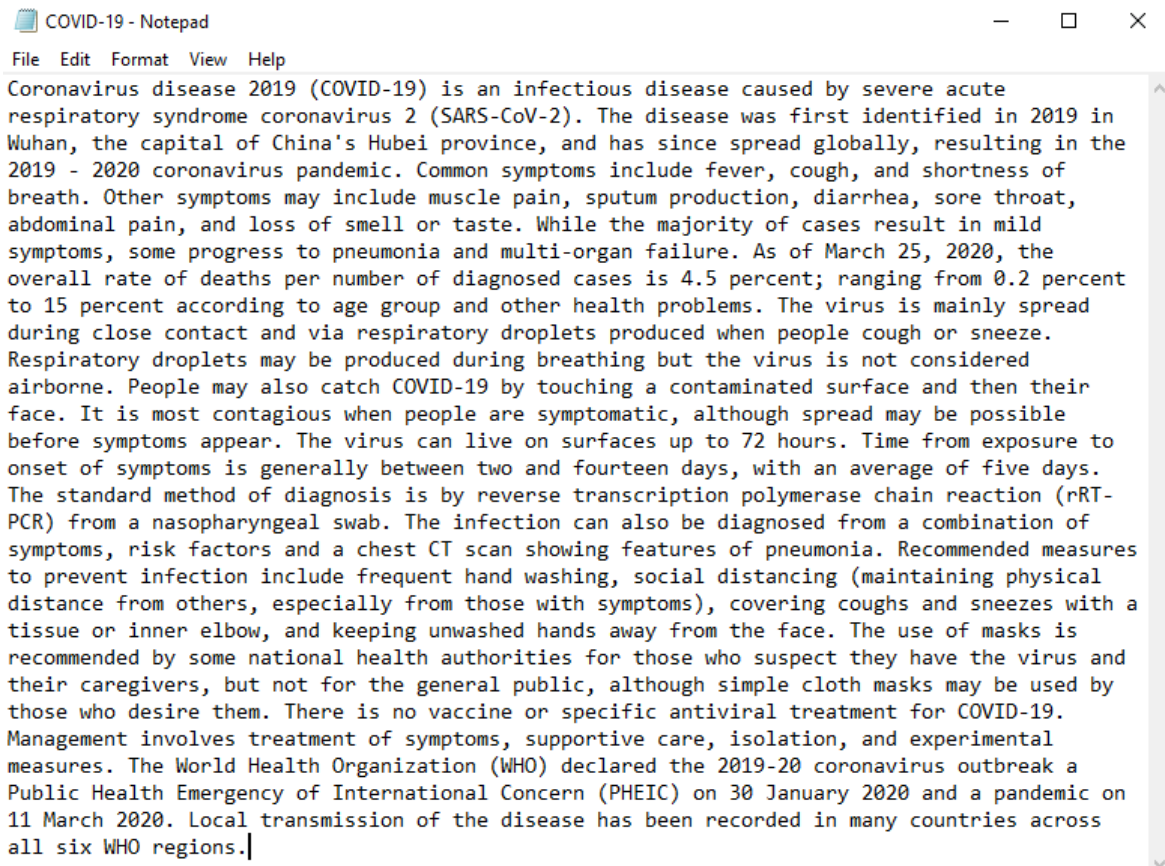 COVID-19 - Notepad
File Edit Format View Help
Coronavirus disease 2019 (COVID-19) is an infectious disease caused by severe acute
respiratory syndrome coronavirus 2 (SARS-CoV-2). The disease was first identified in 2019 in
Wuhan, the capital of China's Hubei province, and has since spread globally, resulting in the
2019 - 2020 coronavirus pandemic. Common symptoms include fever, cough, and shortness of
breath. Other symptoms may include muscle pain, sputum production, diarrhea, sore throat,
abdominal pain, and loss of smell or taste. While the majority of cases result in mild
symptoms, some progress to pneumonia and multi-organ failure. As of March 25, 2020, the
overall rate of deaths per number of diagnosed cases is 4.5 percent; ranging from 0.2 percent
to 15 percent according to age group and other health problems. The virus is mainly spread
during close contact and via respiratory droplets produced when people cough or sneeze.
Respiratory droplets may be produced during breathing but the virus is not considered
airborne. People may also catch COVID-19 by touching a contaminated surface and then their
face. It is most contagious when people are symptomatic, although spread may be possible
before symptoms appear. The virus can live on surfaces up to 72 hours. Time from exposure to
onset of symptoms is generally between two and fourteen days, with an average of five days.
The standard method of diagnosis is by reverse transcription polymerase chain reaction (rRT-
PCR) from a nasopharyngeal swab. The infection can also be diagnosed from a combination of
symptoms, risk factors and a chest CT scan showing features of pneumonia. Recommended measures
to prevent infection include frequent hand washing, social distancing (maintaining physical
distance from others, especially from those with symptoms), covering coughs and sneezes with a
tissue or inner elbow, and keeping unwashed hands away from the face. The use of masks is
recommended by some national health authorities for those who suspect they have the virus and
their caregivers, but not for the general public, although simple cloth masks may be used by
those who desire them. There is no vaccine or specific antiviral treatment for COVID-19.
Management involves treatment of symptoms, supportive care, isolation, and experimental
measures. The World Health Organization (WHO) declared the 2019-20 coronavirus outbreak a
Public Health Emergency of International Concern (PHEIC) on 30 January 2020 and a pandemic on
11 March 2020. Local transmission of the disease has been recorded in many countries across
all six WHO regions.